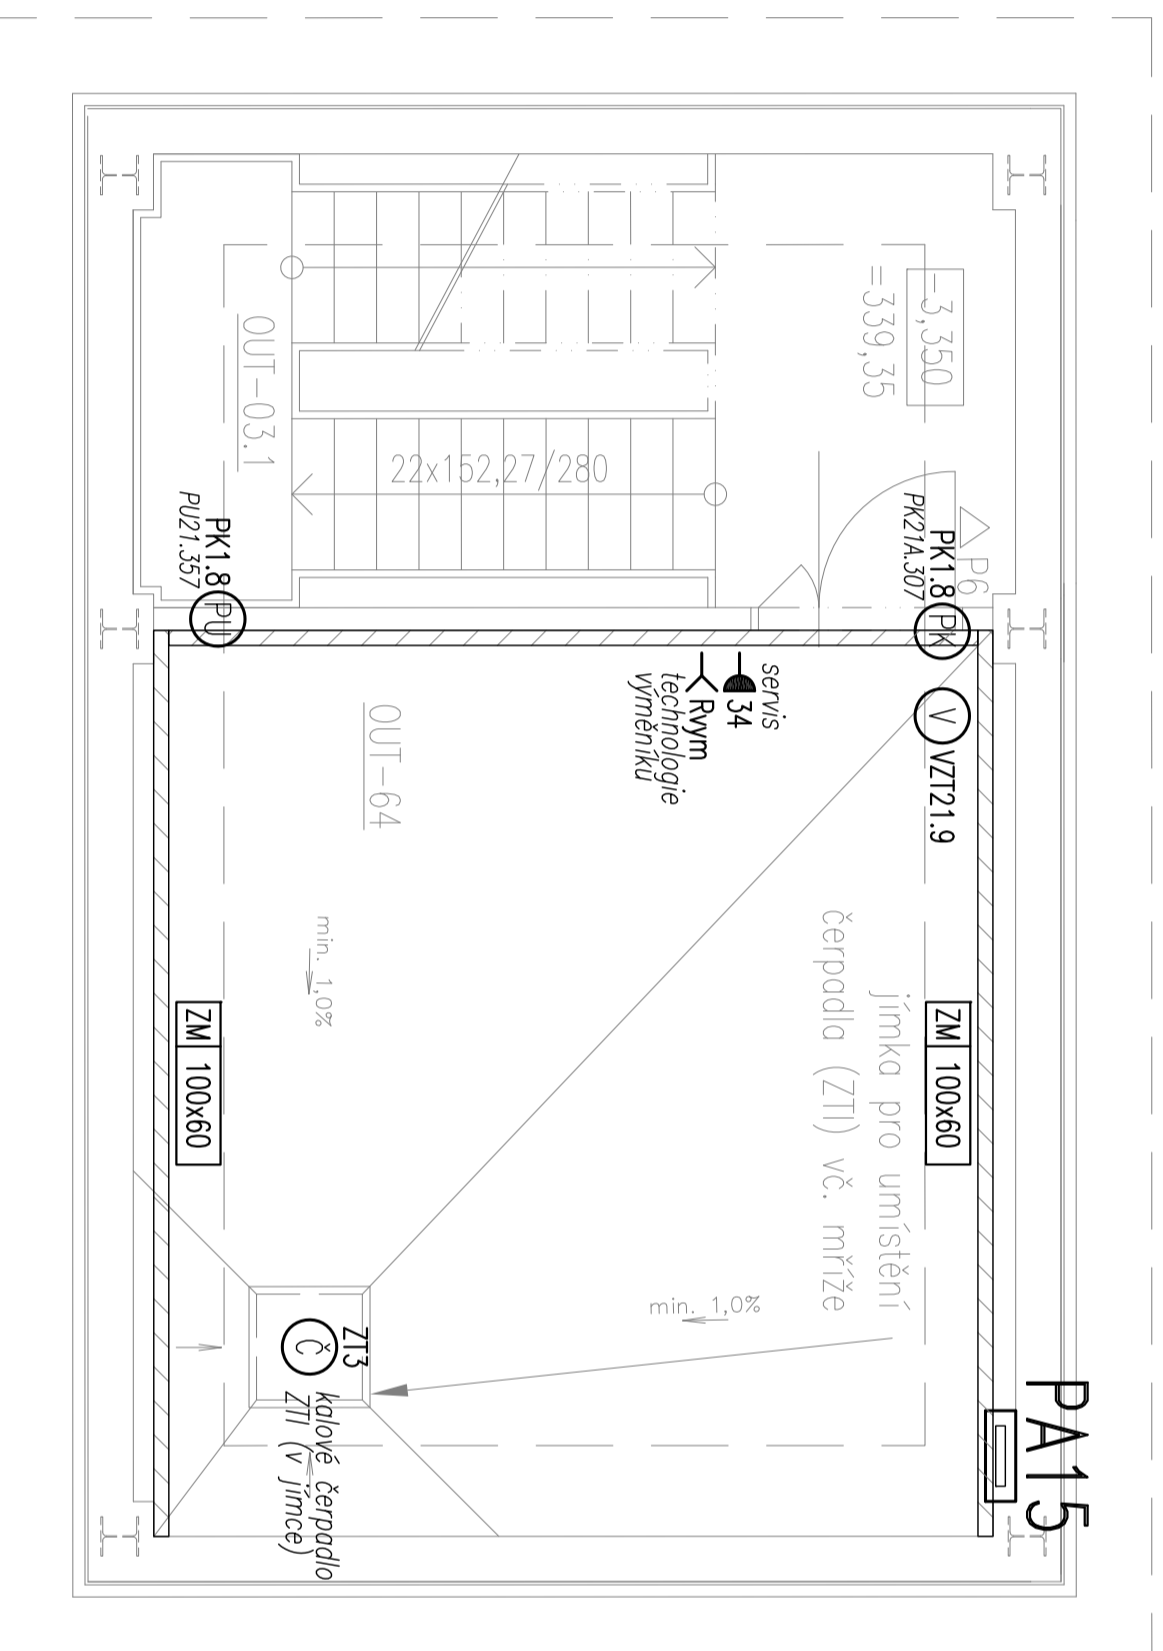 -3,350
=339,35
P6
PK1.8 PK
PK21A.307
V VZT21.9
OUT-03.1
22x152,27/280
PK1.8 PU
PU21.357
servis
34
Rvym
technologie
výměníku
OUT-64
jímka pro umístění
čerpadla (ZTI) vč. mříže
ZM 100x60
min. 1,0%
ZM 100x60
min. 1,0%
PA15
ZT3
Č
kalové čerpadlo
ZTI (v jímce)